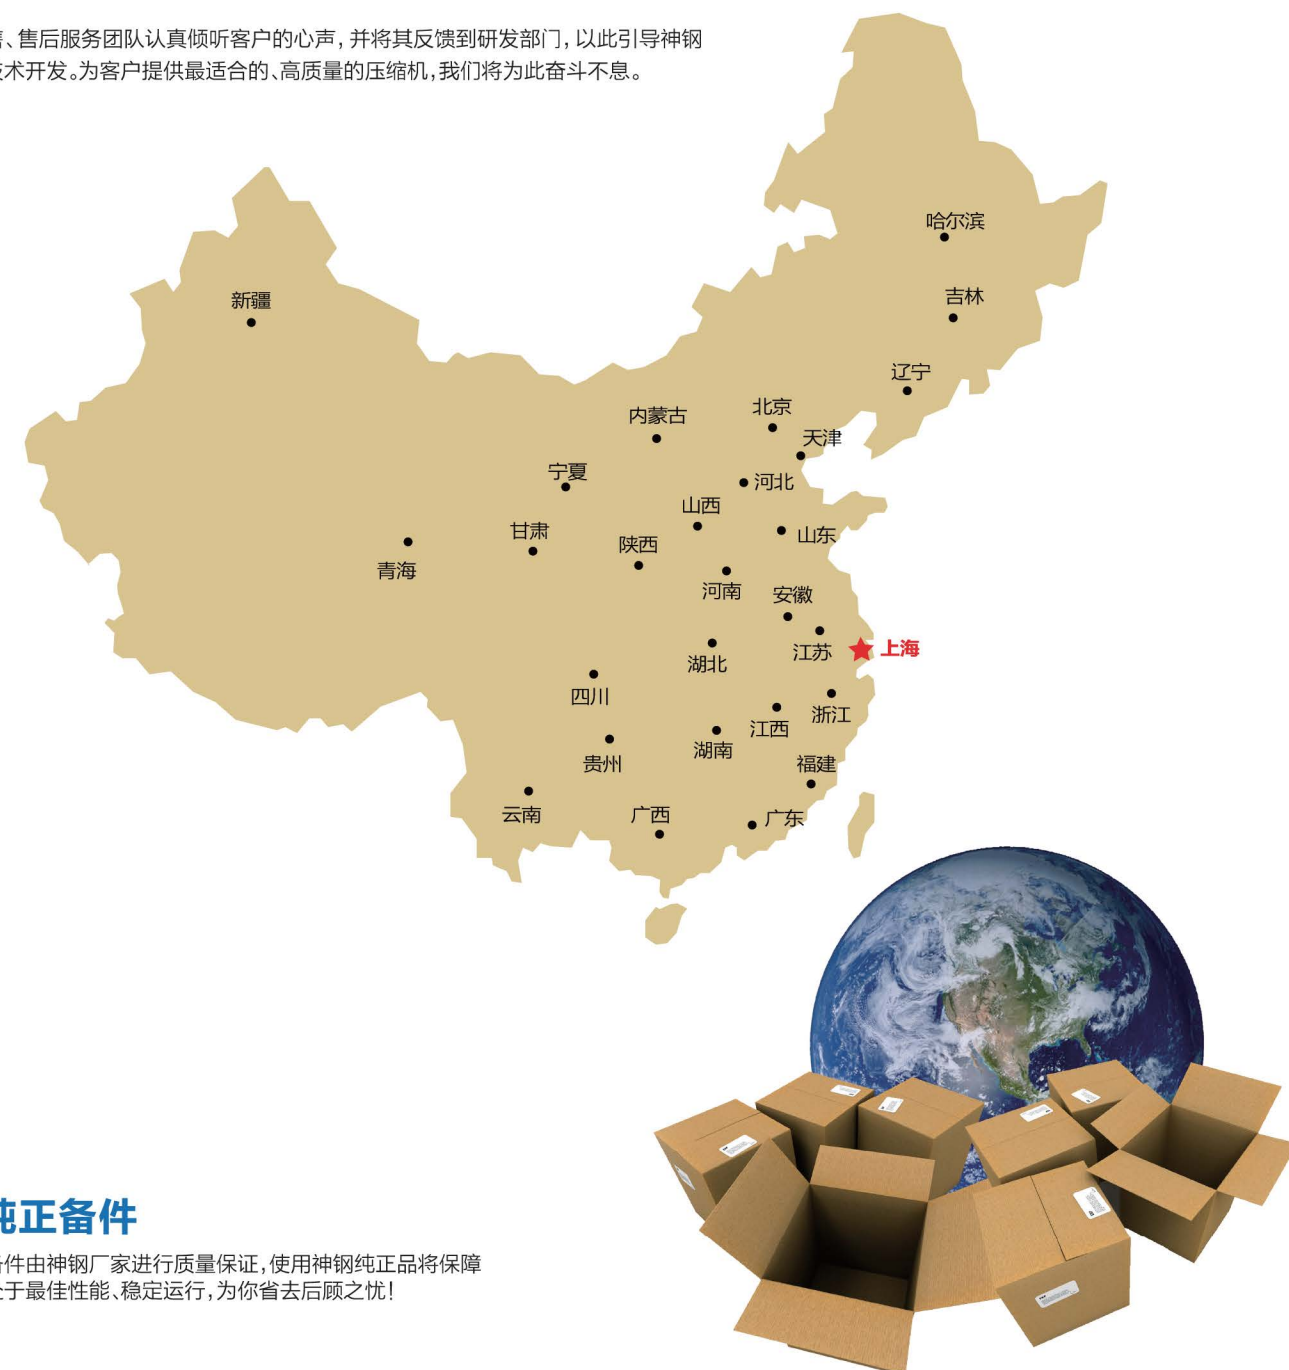 、售后服务团队认真倾听客户的心声，并将其反馈到研发部门，以此引导神钢
术开发。为客户提供最适合的、高质量的压缩机，我们将为此奋斗不息。
哈尔滨
新疆
吉林
辽宁
北京
内蒙古
天津
宁夏
河北
山西
甘肃
山东
陕西
青海
河南
安徽
上海
江苏
湖北
四川
浙江
江西
湖南
贵州
福建
云南
广西
广东
纯正备件
件由神钢厂家进行质量保证，使用神钢纯正品将保障
于最佳性能、稳定运行，为你省去后顾之忧！